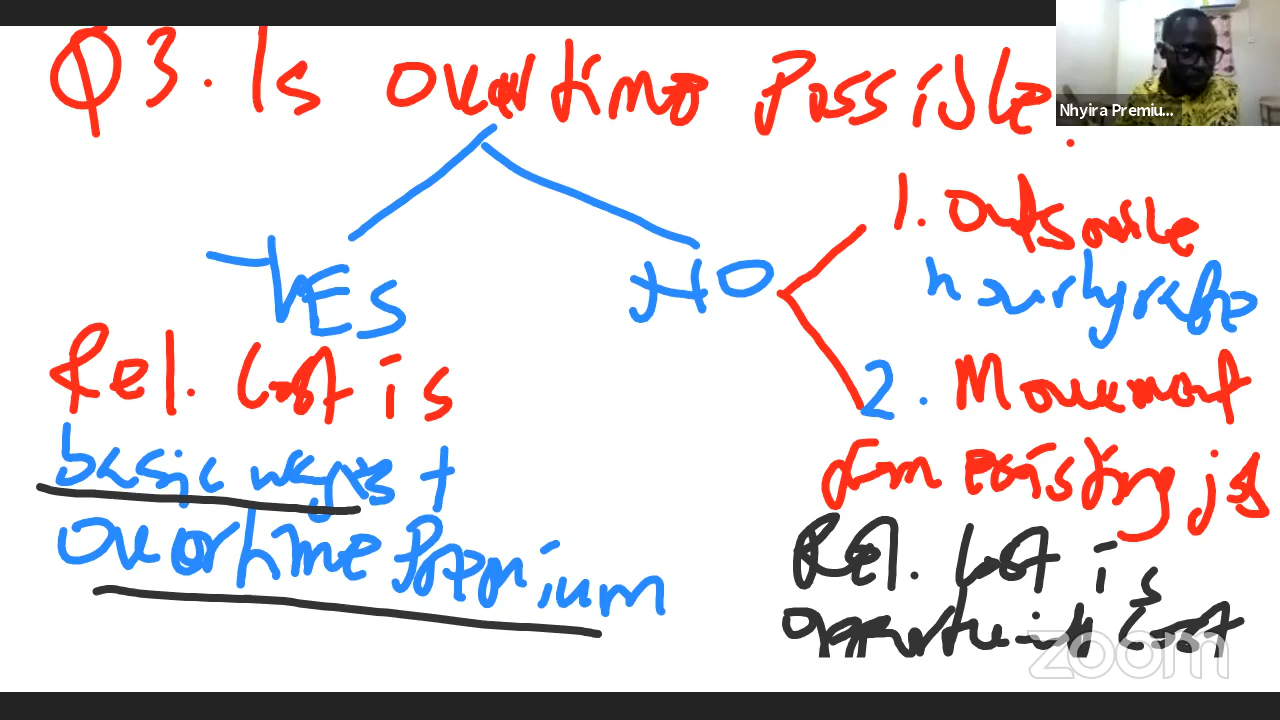 Q3. Is Overtime Possible.
Nhyira Premiu...
YES
Rel. Cost is
basic wages +
Overtime Premium
NO
1. Outsource
hourly rate
2. Movement
from existing job
Rel. Cost is
opportunity cost
zoom